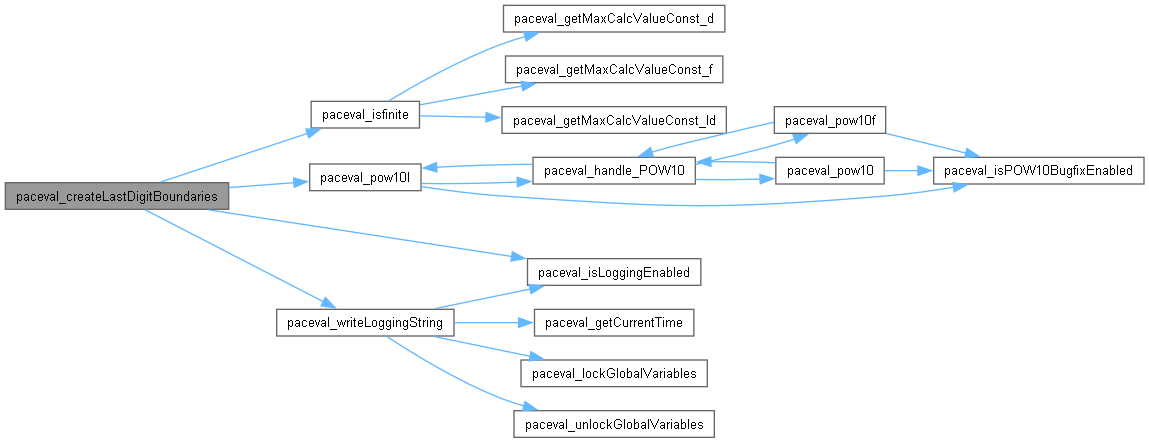 paceval_getMaxCalcValueConst_d
paceval_getMaxCalcValueConst_f
paceval_isfinite
paceval_getMaxCalcValueConst_ld
paceval_pow10f
paceval_handle_POW10
paceval_pow10
paceval_isPOW10BugfixEnabled
paceval_pow10l
paceval_createLastDigitBoundaries
paceval_isLoggingEnabled
paceval_writeLoggingString
paceval_getCurrentTime
paceval_lockGlobalVariables
paceval_unlockGlobalVariables